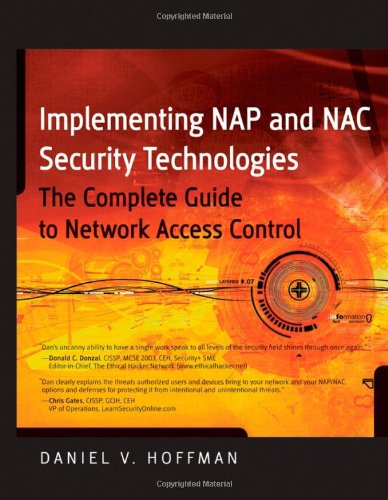 Copyrighted Material
Implementing NAP and NAC
Security Technologies
The Complete Guide
to Network Access Control
LAYERED
.07
information
"Dan's uncanny ability to have a single work speak to all levels of the security field shines through once again."
—Donald C. Donzal, CISSP, MCSE 2003, CEH, Security+ SME
Editor-in-Chief, The Ethical Hacker Network (www.ethicalhacker.net)
"Dan clearly explains the threats authorized users and devices bring to your network and your NAP/NAC
options and defenses for protecting it from intentional and unintentional threats."
—Chris Gates, CISSP, GCIH, CEH
VP of Operations, LearnSecurityOnline.com
DANIEL V. HOFFMAN
Copyrighted Material